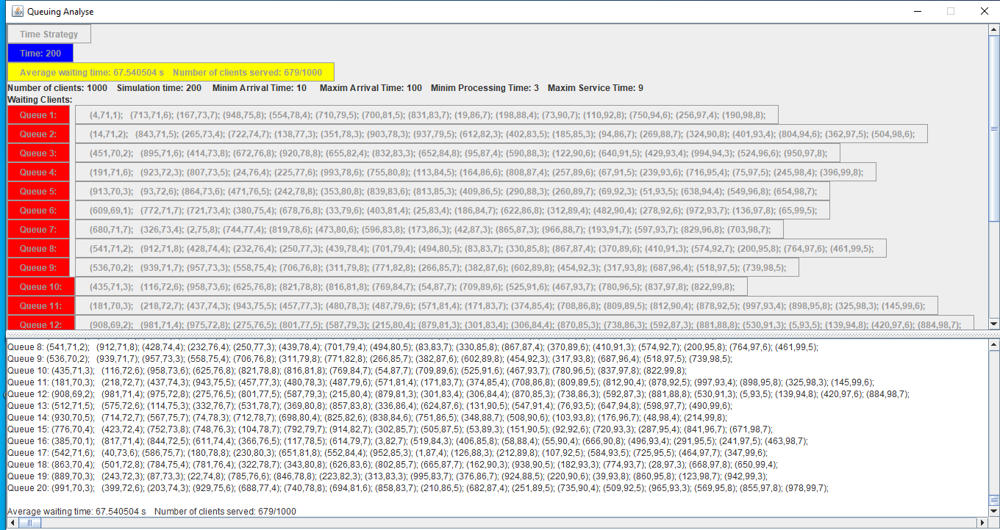 Queuing Analyse
Time Strategy
Time: 200
Average waiting time: 67.540504 s Number of clients served: 679/1000
Number of clients: 1000 Simulation time: 200 Minim Arrival Time: 10 Maxim Arrival Time: 100 Minim Processing Time: 3 Maxim Service Time: 9
Waiting Clients:
Queue 1: (4,71,1); (713,71,6); (167,73,7); (948,75,8); (554,78,4); (710,79,5); (700,81,5); (831,83,7); (19,86,7); (198,88,4); (73,90,7); (110,92,8); (750,94,6); (256,97,4); (190,98,8);
Queue 2: (14,71,2); (843,71,5); (265,73,4); (722,74,7); (138,77,3); (351,78,3); (903,78,3); (937,79,5); (612,82,3); (402,83,5); (185,85,3); (94,86,7); (269,88,7); (324,90,8); (401,93,4); (804,94,6); (362,97,5); (504,98,6);
Queue 3: (451,70,2); (895,71,6); (414,73,8); (672,76,8); (920,78,8); (655,82,4); (832,83,3); (652,84,8); (95,87,4); (590,88,3); (122,90,6); (640,91,5); (429,93,4); (994,94,3); (524,96,6); (950,97,8);
Queue 4: (191,71,6); (923,72,3); (807,73,5); (24,76,4); (225,77,6); (993,78,6); (755,80,8); (113,84,5); (164,86,6); (808,87,4); (257,89,6); (67,91,5); (239,93,6); (716,95,4); (75,97,5); (245,98,4); (396,99,8);
Queue 5: (913,70,3); (93,72,6); (864,73,6); (471,76,5); (242,78,8); (353,80,8); (839,83,6); (813,85,3); (409,86,5); (290,88,3); (260,89,7); (69,92,3); (51,93,5); (638,94,4); (549,96,8); (654,98,7);
Queue 6: (609,69,1); (772,71,7); (721,73,4); (380,75,4); (678,76,8); (33,79,6); (403,81,4); (25,83,4); (186,84,7); (622,86,8); (312,89,4); (482,90,4); (278,92,6); (972,93,7); (136,97,8); (65,99,5);
Queue 7: (680,71,7); (326,73,4); (2,75,8); (744,77,4); (819,78,6); (473,80,6); (596,83,8); (173,86,3); (42,87,3); (865,87,3); (966,88,7); (193,91,7); (597,93,7); (829,96,8); (703,98,7);
Queue 8: (541,71,2); (912,71,8); (428,74,4); (232,76,4); (250,77,3); (439,78,4); (701,79,4); (494,80,5); (83,83,7); (330,85,8); (867,87,4); (370,89,6); (410,91,3); (574,92,7); (200,95,8); (764,97,6); (461,99,5);
Queue 9: (536,70,2); (939,71,7); (957,73,3); (558,75,4); (706,76,8); (311,79,8); (771,82,8); (266,85,7); (382,87,6); (602,89,8); (454,92,3); (317,93,8); (687,96,4); (518,97,5); (739,98,5);
Queue 10: (435,71,3); (116,72,6); (958,73,6); (625,76,8); (821,78,8); (816,81,8); (769,84,7); (54,87,7); (709,89,6); (525,91,6); (467,93,7); (780,96,5); (837,97,8); (822,99,8);
Queue 11: (181,70,3); (218,72,7); (437,74,3); (943,75,5); (457,77,3); (480,78,3); (487,79,6); (571,81,4); (171,83,7); (374,85,4); (708,86,8); (809,89,5); (812,90,4); (878,92,5); (997,93,4); (898,95,8); (325,98,3); (145,99,6);
Queue 12: (908,69,2); (981,71,4); (975,72,8); (275,76,5); (801,77,5); (587,79,3); (215,80,4); (879,81,3); (301,83,4); (306,84,4); (870,85,3); (738,86,3); (592,87,3); (881,88,8); (530,91,3); (5,93,5); (139,94,8); (420,97,6); (884,98,7);
Queue 8: (541,71,2); (912,71,8); (428,74,4); (232,76,4); (250,77,3); (439,78,4); (701,79,4); (494,80,5); (83,83,7); (330,85,8); (867,87,4); (370,89,6); (410,91,3); (574,92,7); (200,95,8); (764,97,6); (461,99,5);
Queue 9: (536,70,2); (939,71,7); (957,73,3); (558,75,4); (706,76,8); (311,79,8); (771,82,8); (266,85,7); (382,87,6); (602,89,8); (454,92,3); (317,93,8); (687,96,4); (518,97,5); (739,98,5);
Queue 10: (435,71,3); (116,72,6); (958,73,6); (625,76,8); (821,78,8); (816,81,8); (769,84,7); (54,87,7); (709,89,6); (525,91,6); (467,93,7); (780,96,5); (837,97,8); (822,99,8);
Queue 11: (181,70,3); (218,72,7); (437,74,3); (943,75,5); (457,77,3); (480,78,3); (487,79,6); (571,81,4); (171,83,7); (374,85,4); (708,86,8); (809,89,5); (812,90,4); (878,92,5); (997,93,4); (898,95,8); (325,98,3); (145,99,6);
Queue 12: (908,69,2); (981,71,4); (975,72,8); (275,76,5); (801,77,5); (587,79,3); (215,80,4); (879,81,3); (301,83,4); (306,84,4); (870,85,3); (738,86,3); (592,87,3); (881,88,8); (530,91,3); (5,93,5); (139,94,8); (420,97,6); (884,98,7);
Queue 13: (512,71,5); (575,72,6); (114,75,3); (332,76,7); (531,78,7); (369,80,8); (857,83,8); (336,86,4); (624,87,6); (131,90,5); (547,91,4); (76,93,5); (647,94,8); (598,97,7); (490,99,6);
Queue 14: (930,70,5); (714,72,7); (567,75,7); (74,78,3); (712,78,7); (698,80,4); (825,82,6); (838,84,6); (751,86,5); (348,88,7); (508,90,6); (103,93,8); (176,96,7); (48,98,4); (214,99,8);
Queue 15: (776,70,4); (423,72,4); (752,73,8); (748,76,3); (104,78,7); (792,79,7); (914,82,7); (302,85,7); (505,87,5); (53,89,3); (151,90,5); (92,92,6); (720,93,3); (287,95,4); (841,96,7); (671,98,7);
Queue 16: (385,70,1); (817,71,4); (844,72,5); (611,74,4); (366,76,5); (117,78,5); (614,79,7); (3,82,7); (519,84,3); (406,85,8); (58,88,4); (55,90,4); (666,90,8); (496,93,4); (291,95,5); (241,97,5); (463,98,7);
Queue 17: (542,71,6); (40,73,6); (586,75,7); (180,78,8); (230,80,3); (651,81,8); (552,84,4); (952,85,3); (1,87,4); (126,88,3); (212,89,8); (107,92,5); (584,93,5); (725,95,5); (464,97,7); (347,99,6);
Queue 18: (863,70,4); (501,72,8); (784,75,4); (781,76,4); (322,78,7); (343,80,8); (626,83,6); (802,85,7); (665,87,7); (162,90,3); (938,90,5); (182,93,3); (774,93,7); (28,97,3); (668,97,8); (650,99,4);
Queue 19: (889,70,3); (243,72,3); (87,73,3); (22,74,8); (785,76,6); (846,78,8); (223,82,3); (313,83,3); (995,83,7); (376,86,7); (924,88,5); (220,90,6); (39,93,8); (860,95,8); (123,98,7); (942,99,3);
Queue 20: (991,70,3); (399,72,6); (203,74,3); (929,75,6); (688,77,4); (740,78,8); (694,81,6); (858,83,7); (210,86,5); (682,87,4); (251,89,5); (735,90,4); (509,92,5); (965,93,3); (569,95,8); (855,97,8); (978,99,7);
Average waiting time: 67.540504 s Number of clients served: 679/1000